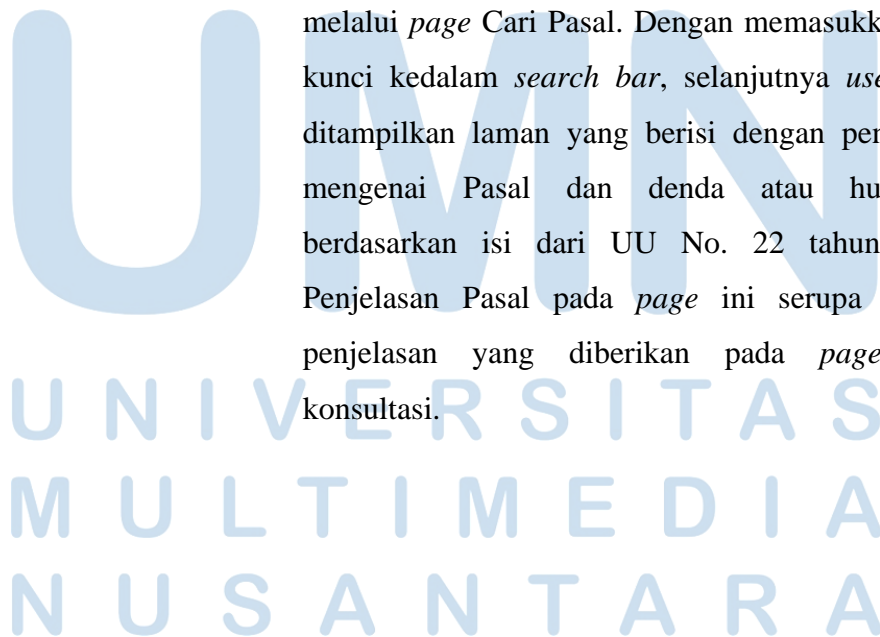 UMN
melalui page Cari Pasal. Dengan memasukk
kunci kedalam search bar, selanjutnya use
ditampilkan laman yang berisi dengan
mengenai Pasal dan denda atau hu
berdasarkan isi dari UU No. 22 tahun
Penjelasan Pasal pada page ini serupa
penjelasan yang diberikan pada page
konsultasi.
UNIVERSITAS
MULTIMEDIA
NUSANTARA